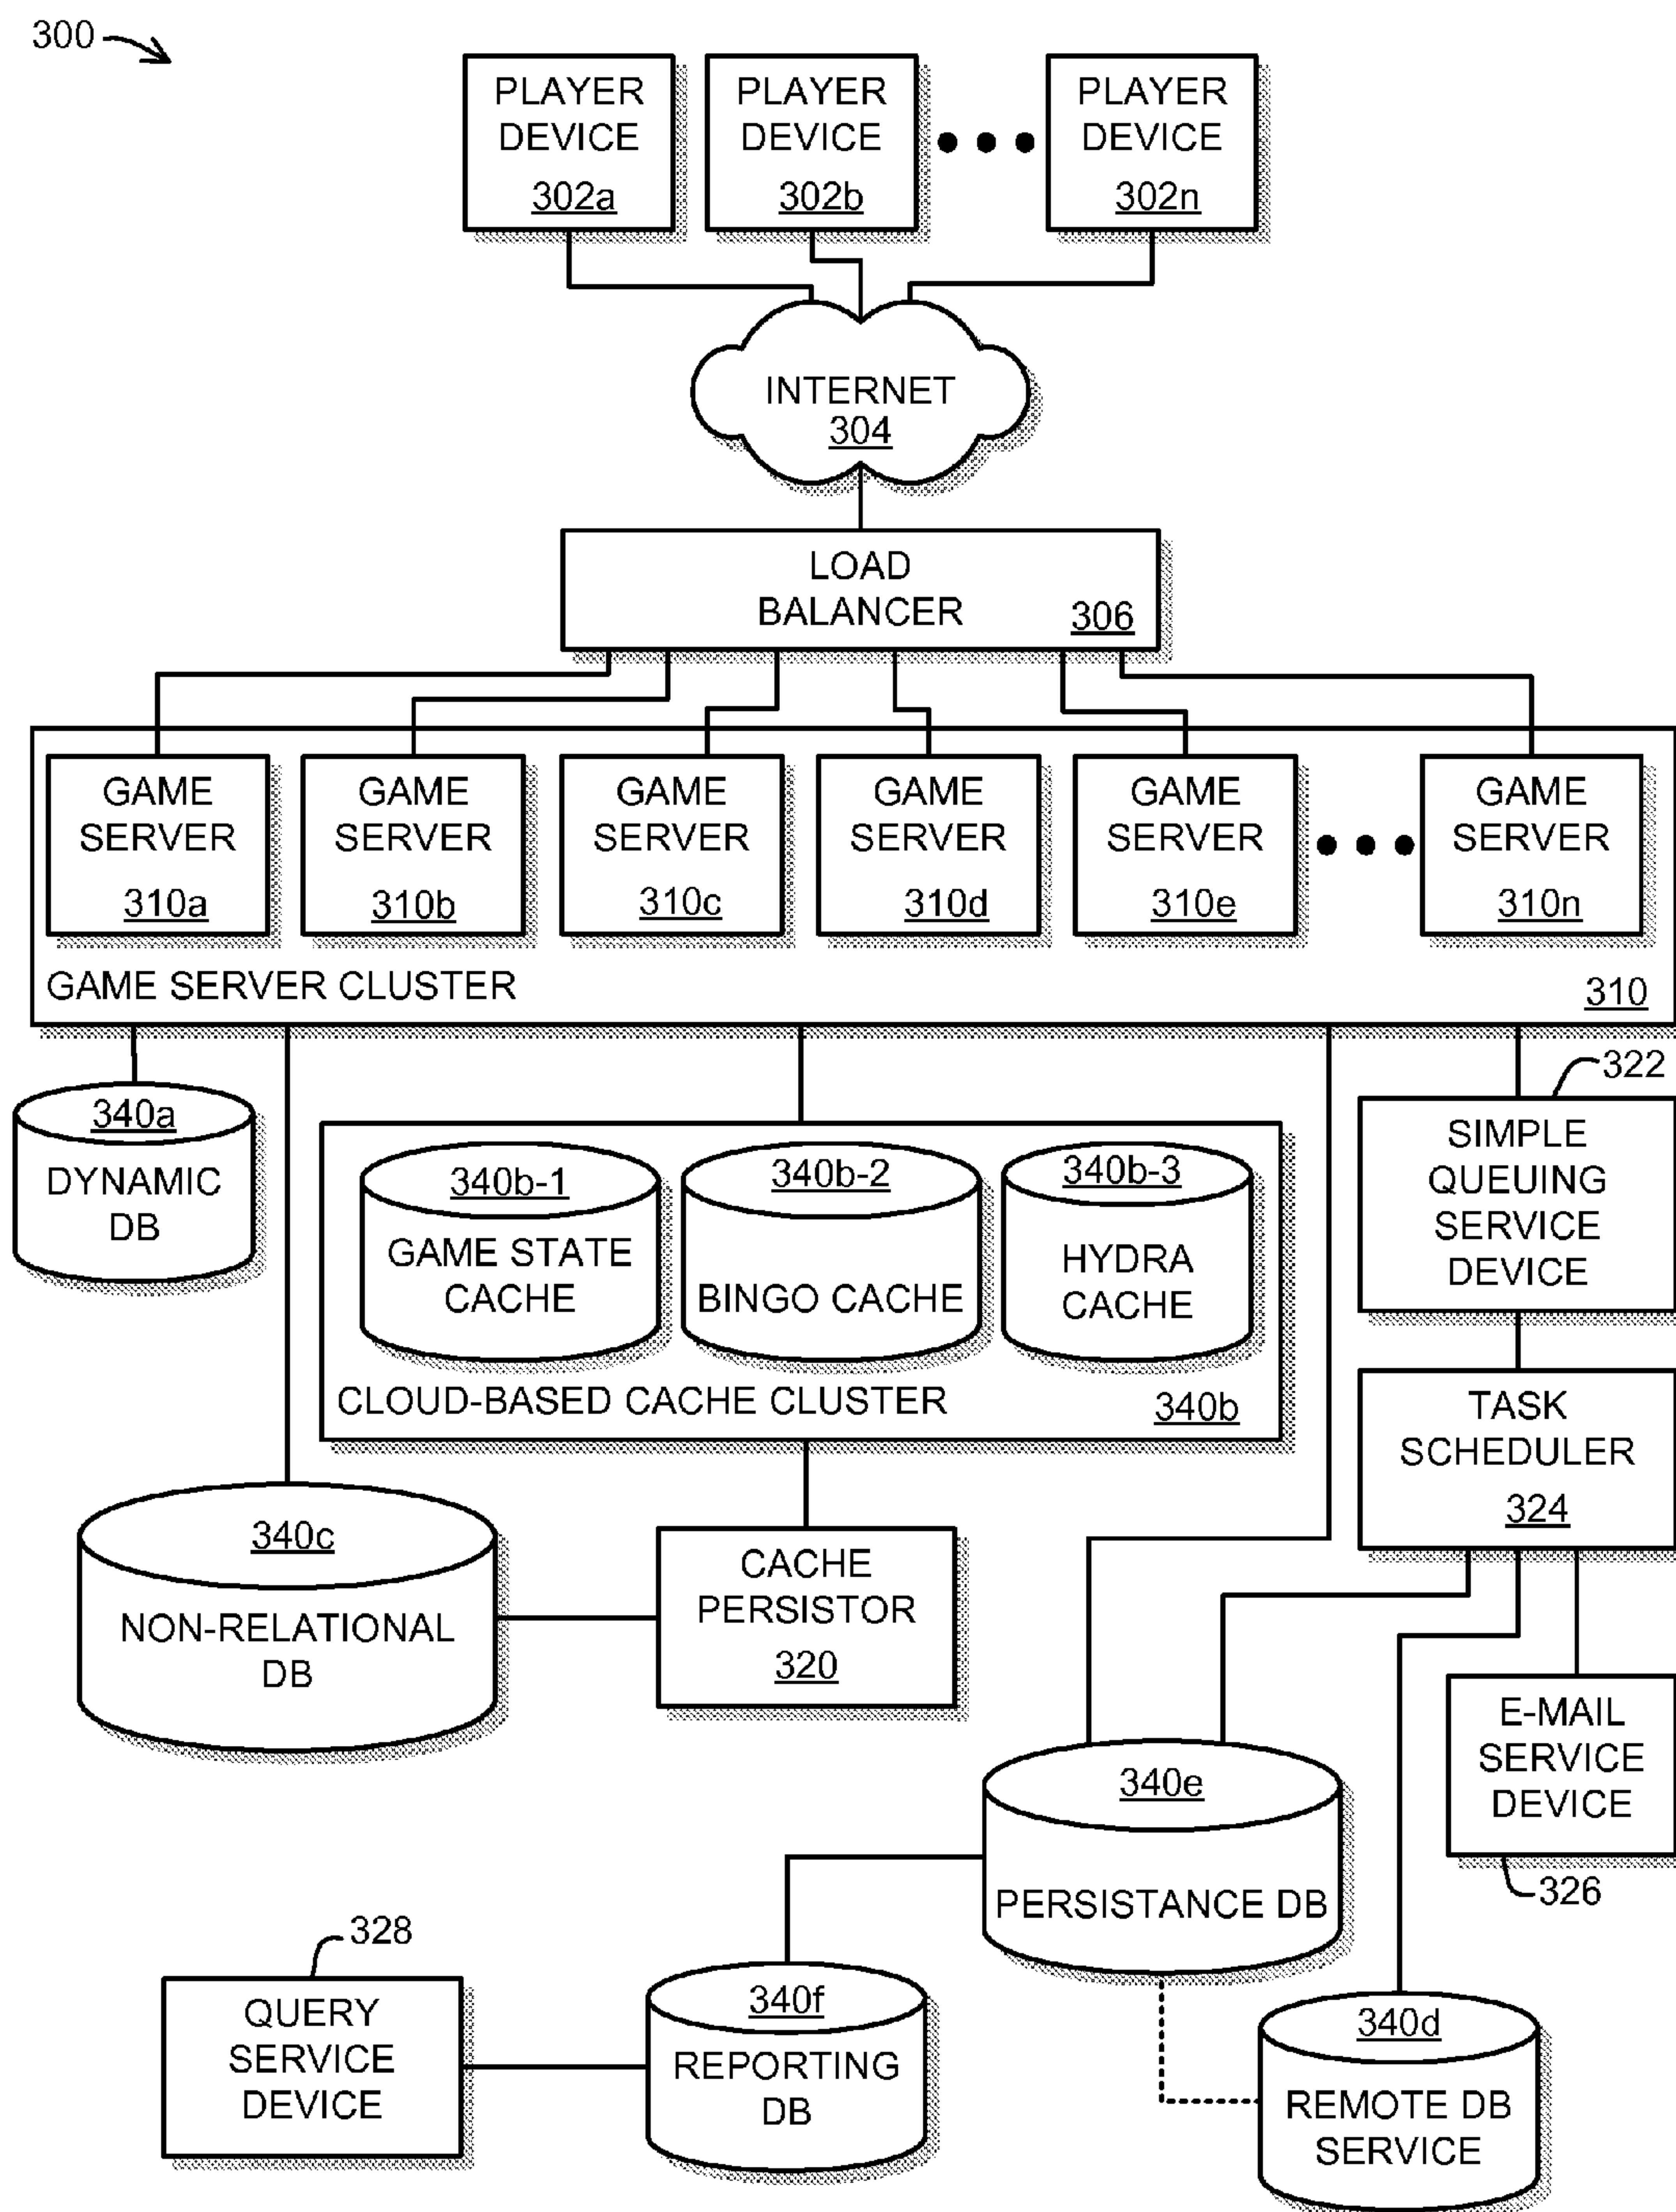 300
PLAYER
DEVICE
302a
PLAYER
DEVICE
302b
PLAYER
DEVICE
302n
INTERNET
304
LOAD
BALANCER
306
GAME
SERVER
310a
GAME
SERVER
310b
GAME
SERVER
310c
GAME
SERVER
310d
GAME
SERVER
310e
GAME
SERVER
310n
GAME SERVER CLUSTER
310
340a
DYNAMIC
DB
340b-1
GAME STATE
CACHE
340b-2
BINGO CACHE
340b-3
HYDRA
CACHE
CLOUD-BASED CACHE CLUSTER
340b
322
SIMPLE
QUEUING
SERVICE
DEVICE
TASK
SCHEDULER
324
340c
NON-RELATIONAL
DB
CACHE
PERSISTOR
320
E-MAIL
SERVICE
DEVICE
326
340e
PERSISTANCE DB
328
QUERY
SERVICE
DEVICE
340f
REPORTING
DB
340d
REMOTE DB
SERVICE